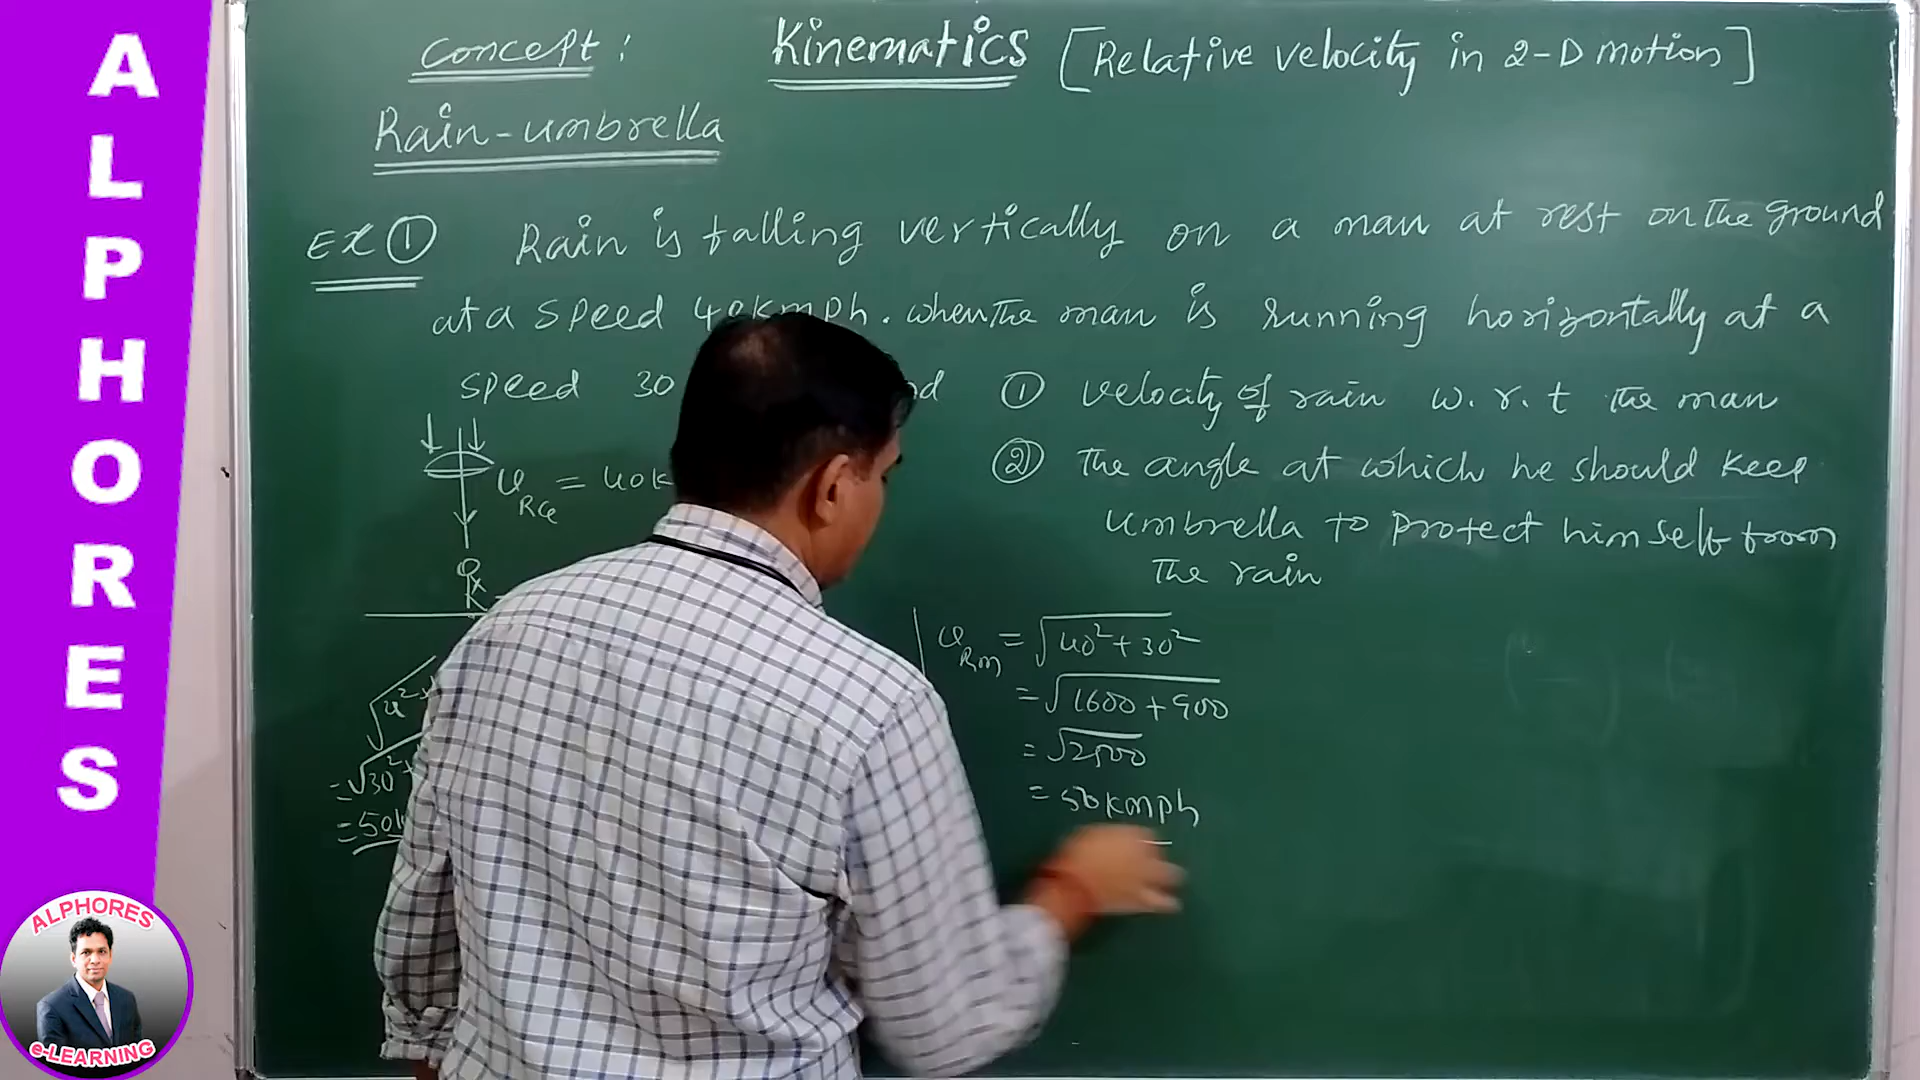 ALPHORES
Concept :
Kinematics [Relative velocity in 2-D motion]
Rain-umbrella
EX ① Rain is falling vertically on a man at rest on the ground
at a speed 40kmph. when the man is running horizontally at a
speed 30
① velocity of rain w.r.t the man
② The angle at which he should keep
umbrella to protect himself from
the rain
= 40k
√30²
= 50k
= √40²+30²
= √1600+900
= √2500
= 50kmph
ALPHORES
e-LEARNING